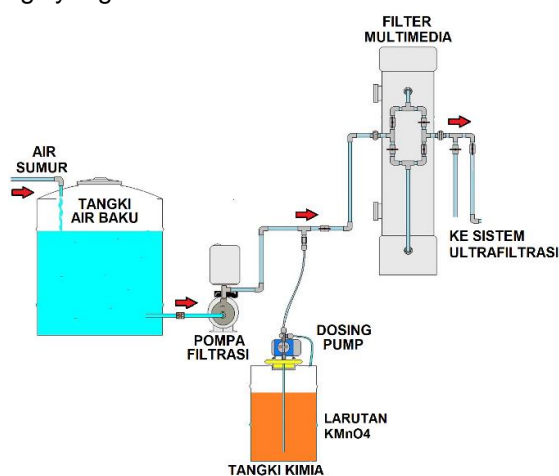 FILTER
MULTIMEDIA
AIR
SUMUR
TANGKI
AIR BAKU
KE SISTEM
ULTRAFILTRASI
POMPA
FILTRASI
DOSING
PUMP
LARUTAN
KMnO4
TANGKI KIMIA